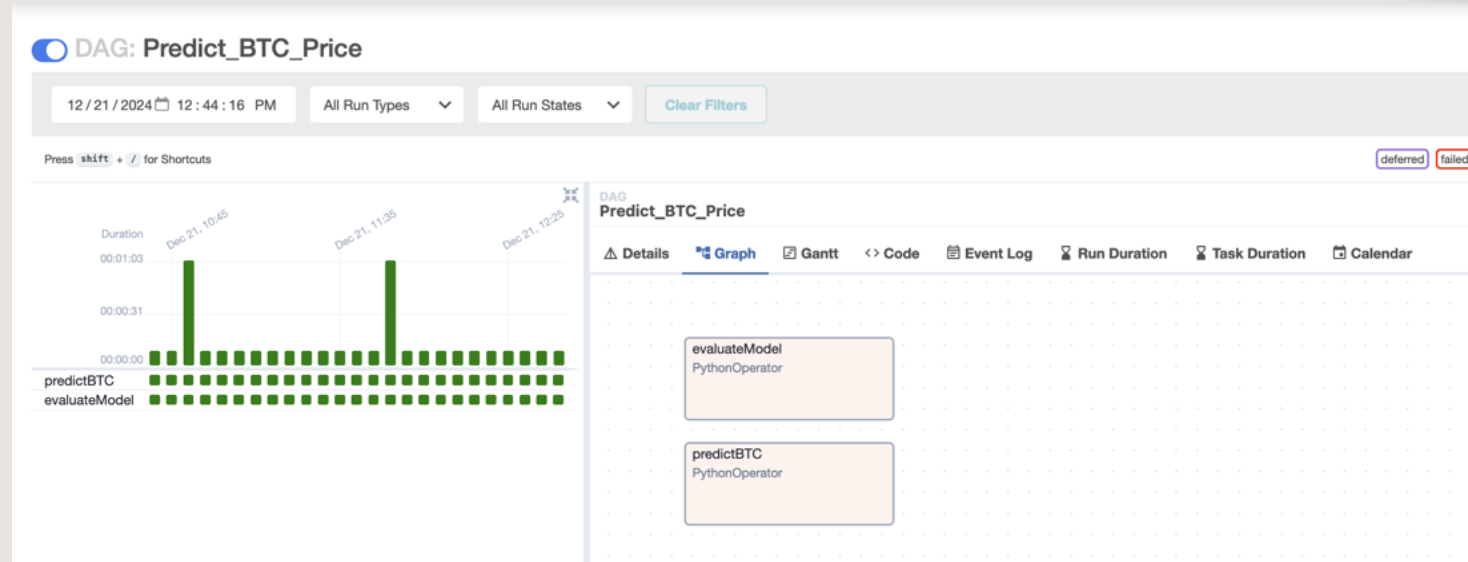 DAG: Predict_BTC_Price
12/21/2024 12:44:16 PM
All Run Types
All Run States
Clear Filters
Press shift + / for Shortcuts
deferred
failed
Duration
Dec 21, 10:45
Dec 21, 11:35
Dec 21, 12:25
00:01:03
00:00:31
00:00:00
predictBTC
evaluateModel
DAG
Predict_BTC_Price
Details
Graph
Gantt
<> Code
Event Log
Run Duration
Task Duration
Calendar
evaluateModel
PythonOperator
predictBTC
PythonOperator